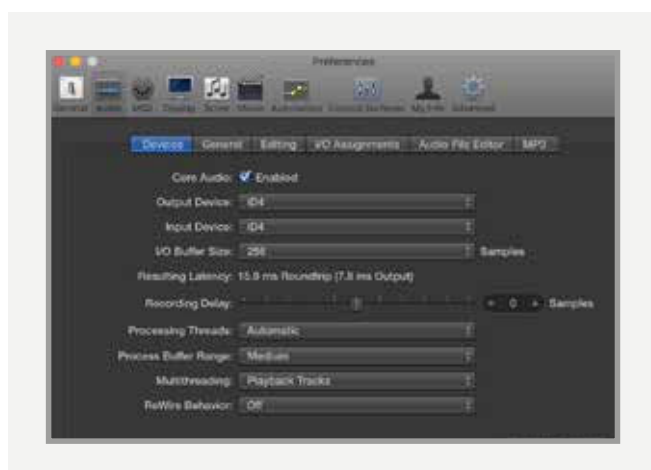 Preferences
General Audio MIDI Display Score Movie Automation Control Surfaces My Info Advanced
Devices General Editing I/O Assignments Audio File Editor MP3
Core Audio: Enabled
Output Device: iD4
Input Device: iD4
I/O Buffer Size: 256 Samples
Resulting Latency: 15.8 ms Roundtrip (7.8 ms Output)
Recording Delay: 0 Samples
Processing Threads: Automatic
Process Buffer Range: Medium
Multithreading: Playback Tracks
ReWire Behavior: Off